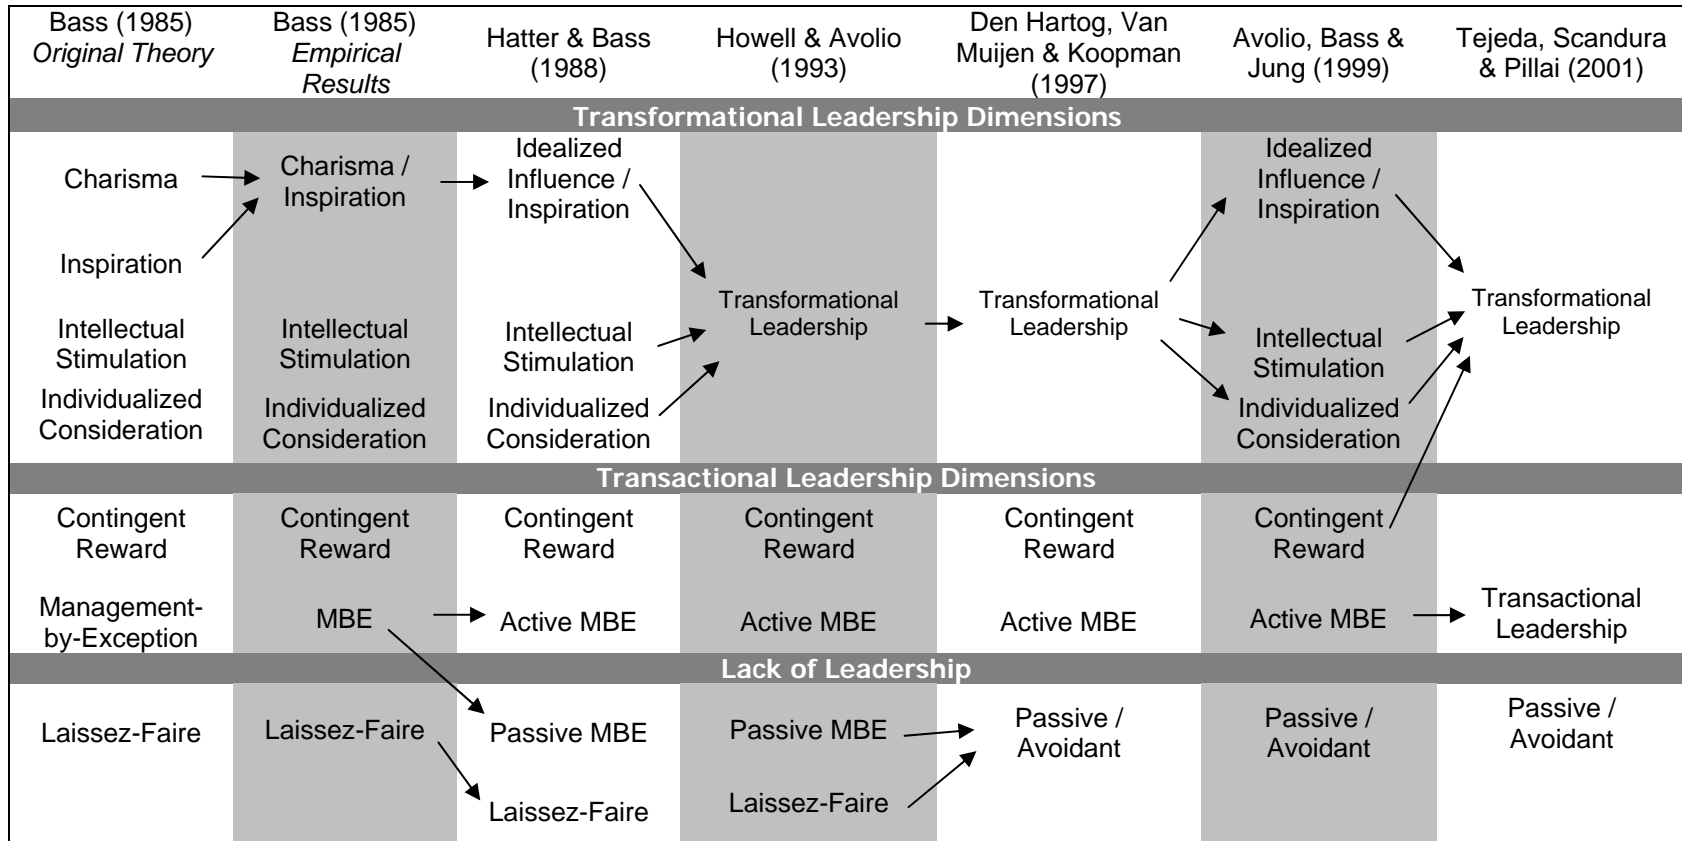 Bass (1985)
Original Theory
Bass (1985)
Empirical
Results
Hatter & Bass
(1988)
Howell & Avolio
(1993)
Den Hartog, Van
Muijen & Koopman
(1997)
Avolio, Bass &
Jung (1999)
Tejeda, Scandura
& Pillai (2001)
Transformational Leadership Dimensions
Charisma
Inspiration
Intellectual
Stimulation
Individualized
Consideration
Charisma /
Inspiration
Intellectual
Stimulation
Individualized
Consideration
Idealized
Influence /
Inspiration
Intellectual
Stimulation
Individualized
Consideration
Transformational
Leadership
Transformational
Leadership
Idealized
Influence /
Inspiration
Intellectual
Stimulation
Individualized
Consideration
Transformational
Leadership
Transactional Leadership Dimensions
Contingent
Reward
Management-
by-Exception
Contingent
Reward
MBE
Contingent
Reward
Active MBE
Contingent
Reward
Active MBE
Contingent
Reward
Active MBE
Contingent
Reward
Active MBE
Transactional
Leadership
Lack of Leadership
Laissez-Faire
Laissez-Faire
Passive MBE
Laissez-Faire
Passive MBE
Laissez-Faire
Passive /
Avoidant
Passive /
Avoidant
Passive /
Avoidant